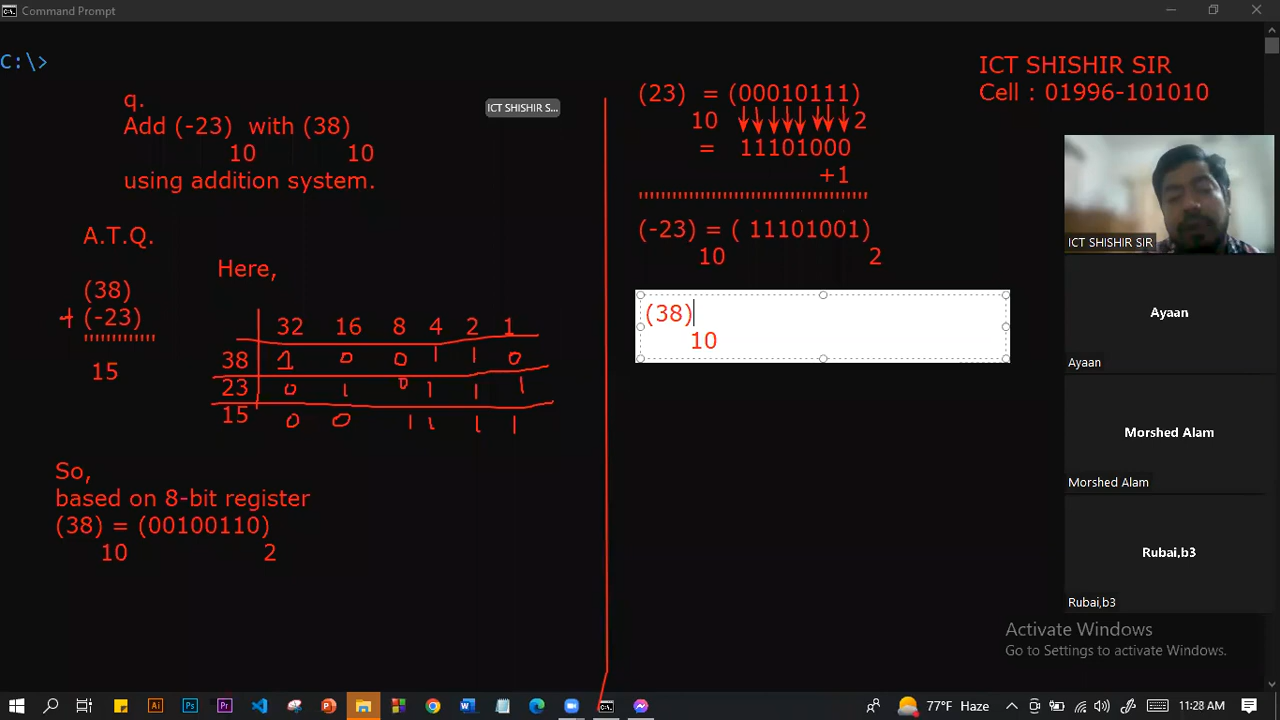 Command Prompt
C:\>
q.
Add (-23) with (38)
10 10
using addition system.
A.T.Q.
(38)
+ (-23)
'''''''''''''
15
Here,
32 16 8 4 2 1
38 1 0 0 1 1 0
23 0 1 0 1 1 1
15 0 0 1 1 1 1
So,
based on 8-bit register
(38) = (00100110)
10 2
ICT SHISHIR S...
(23) = (00010111)
10 2
= 11101000
+1
''''''''''''''''''''''''''''''''''''''''
(-23) = ( 11101001)
10 2
(38)
10
ICT SHISHIR SIR
Cell : 01996-101010
ICT SHISHIR SIR
Ayaan
Ayaan
Morshed Alam
Morshed Alam
Rubai,b3
Rubai,b3
Activate Windows
Go to Settings to activate Windows.
77°F Haze
11:28 AM